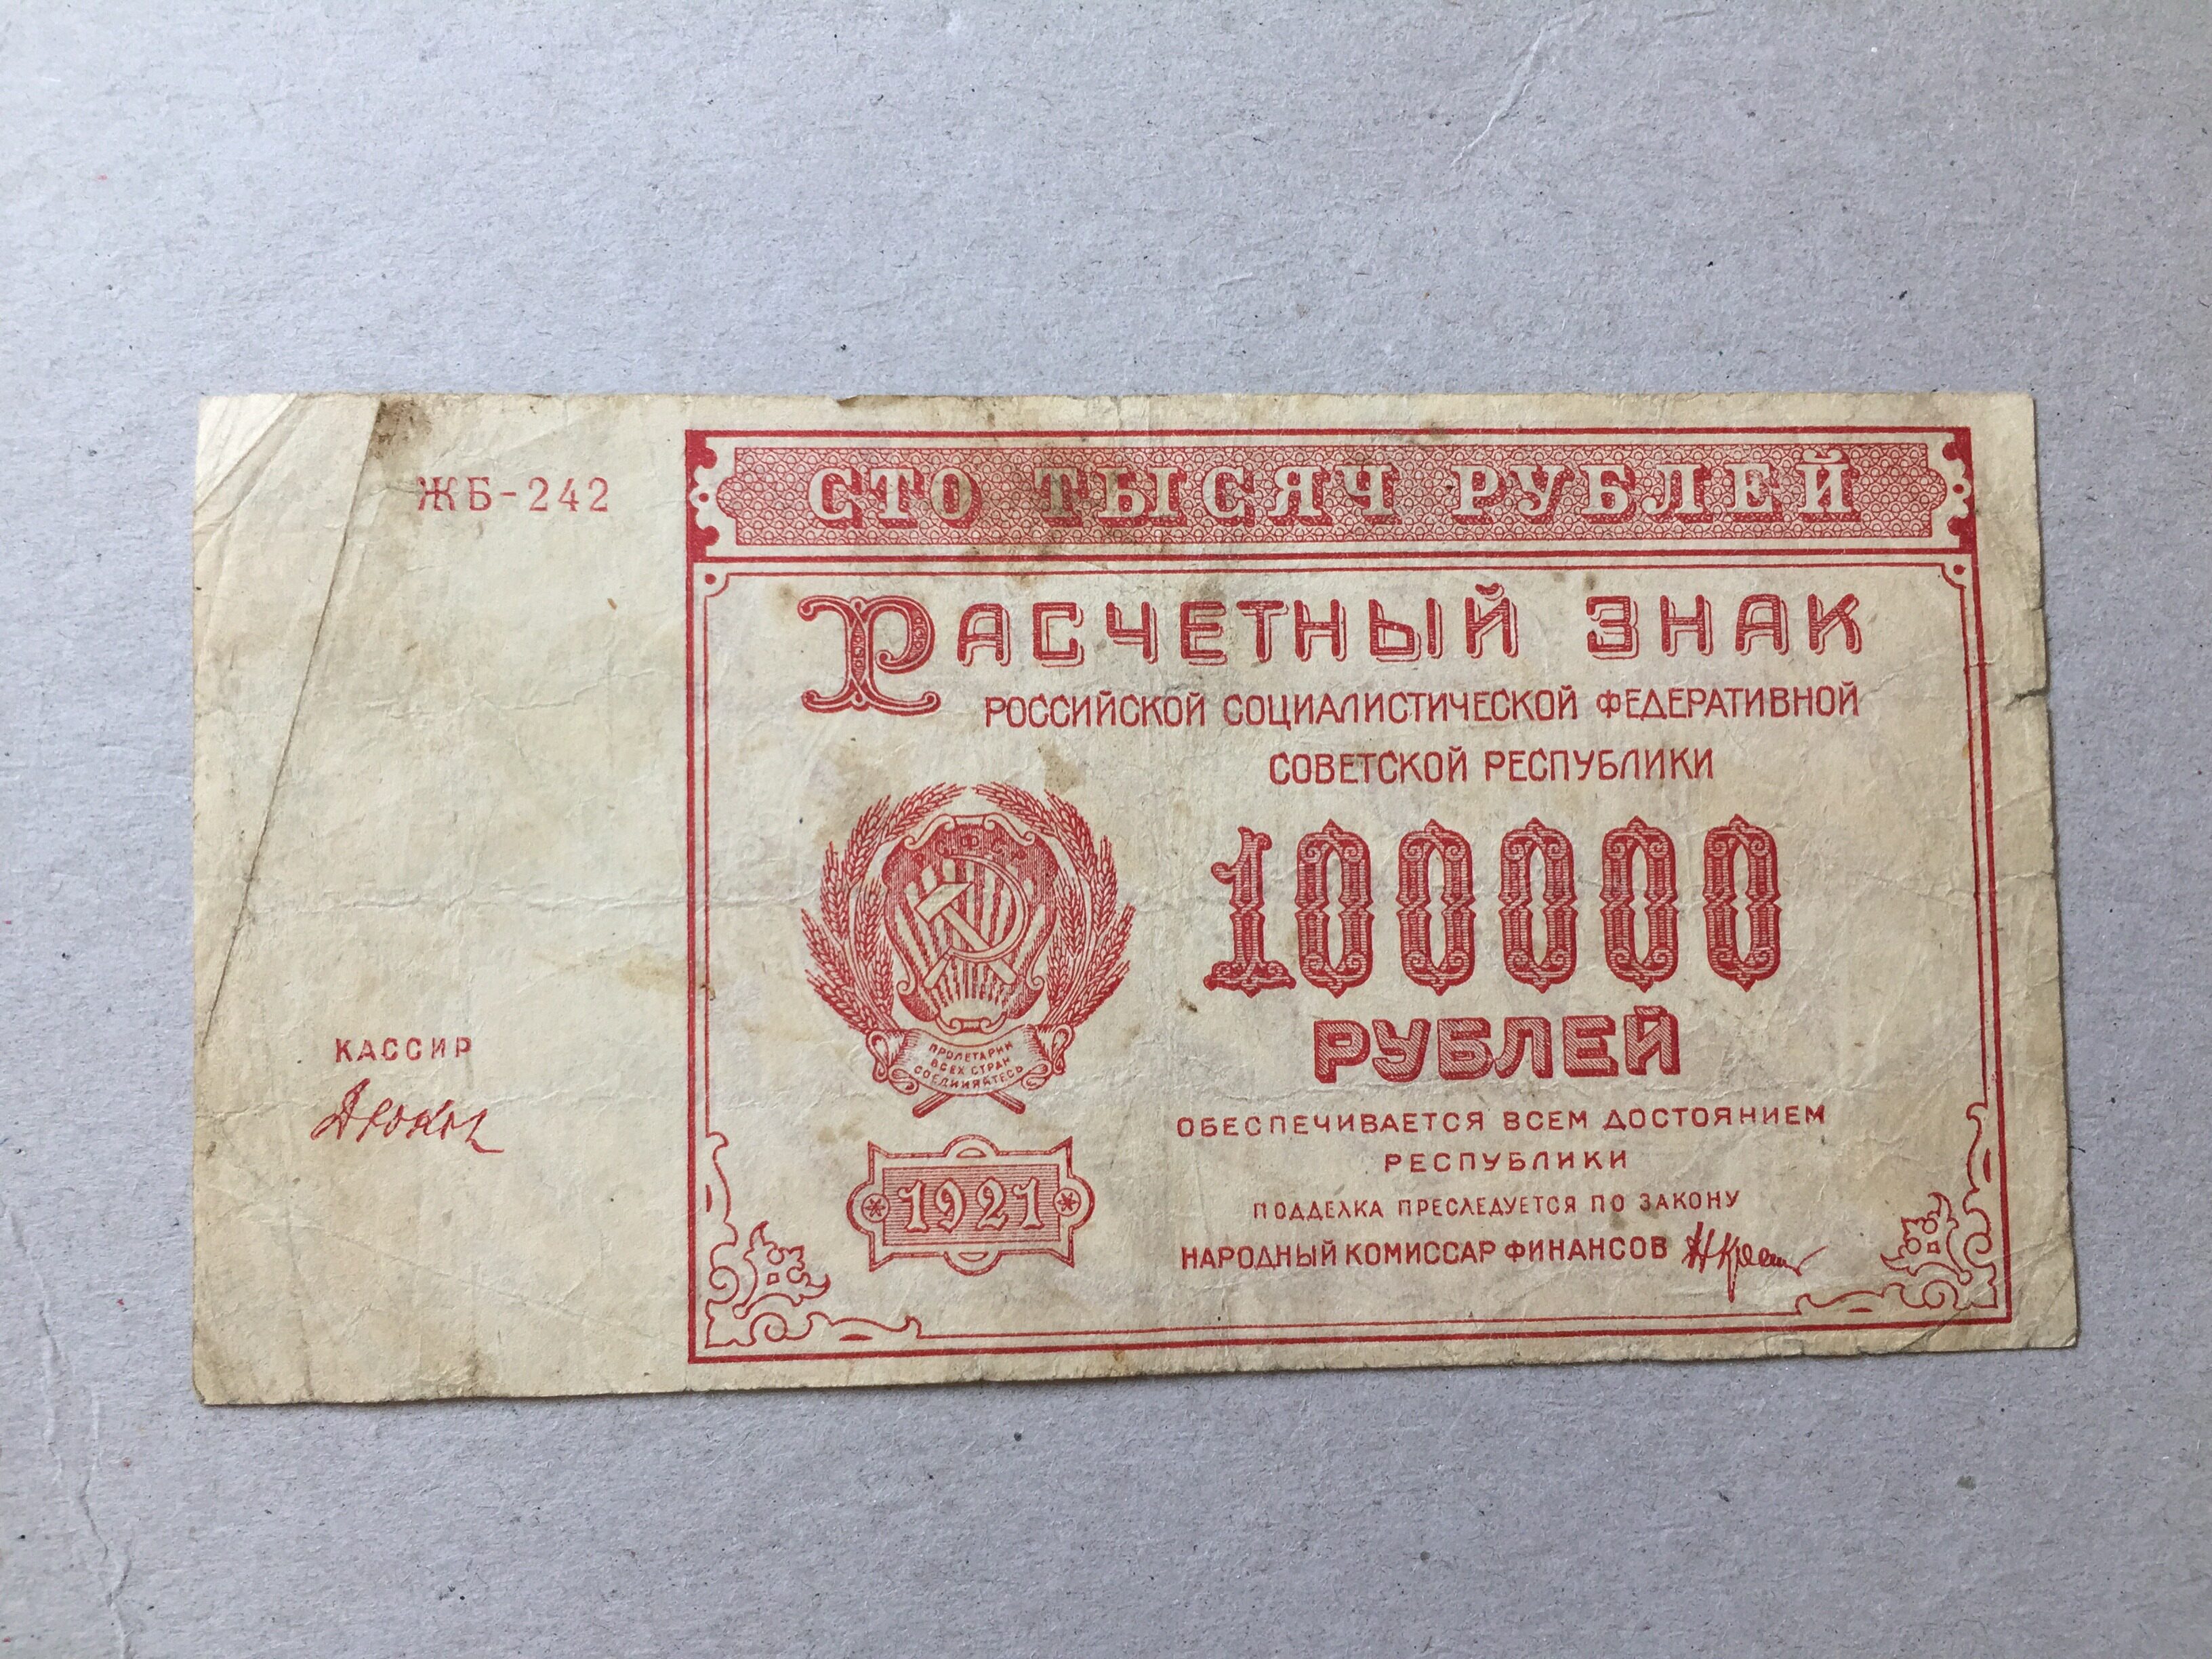 ЖБ-242
СТО ТЫСЯЧ РУБЛЕЙ
РАСЧЕТНЫЙ ЗНАК
РОССИЙСКОЙ СОЦИАЛИСТИЧЕСКОЙ ФЕДЕРАТИВНОЙ
СОВЕТСКОЙ РЕСПУБЛИКИ
РСФСР
ПРОЛЕТАРИИ
ВСЕХ СТРАН
СОЕДИНЯЙТЕСЬ
100000
РУБЛЕЙ
КАССИР
1921
ОБЕСПЕЧИВАЕТСЯ ВСЕМ ДОСТОЯНИЕМ
РЕСПУБЛИКИ
ПОДДЕЛКА ПРЕСЛЕДУЕТСЯ ПО ЗАКОНУ
НАРОДНЫЙ КОМИССАР ФИНАНСОВ